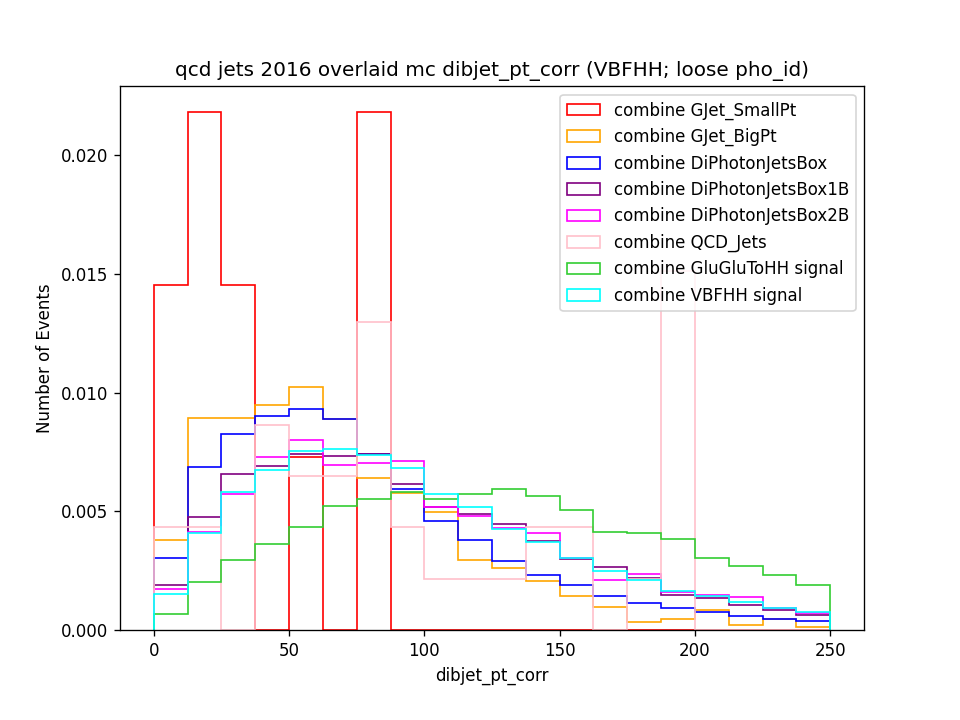 qcd jets 2016 overlaid mc dibjet_pt_corr (VBFHH; loose pho_id)
combine GJet_SmallPt
combine GJet_BigPt
combine DiPhotonJetsBox
combine DiPhotonJetsBox1B
combine DiPhotonJetsBox2B
combine QCD_Jets
combine GluGluToHH signal
combine VBFHH signal
Number of Events
0.020
0.015
0.010
0.005
0.000
0
50
100
150
200
250
dibjet_pt_corr